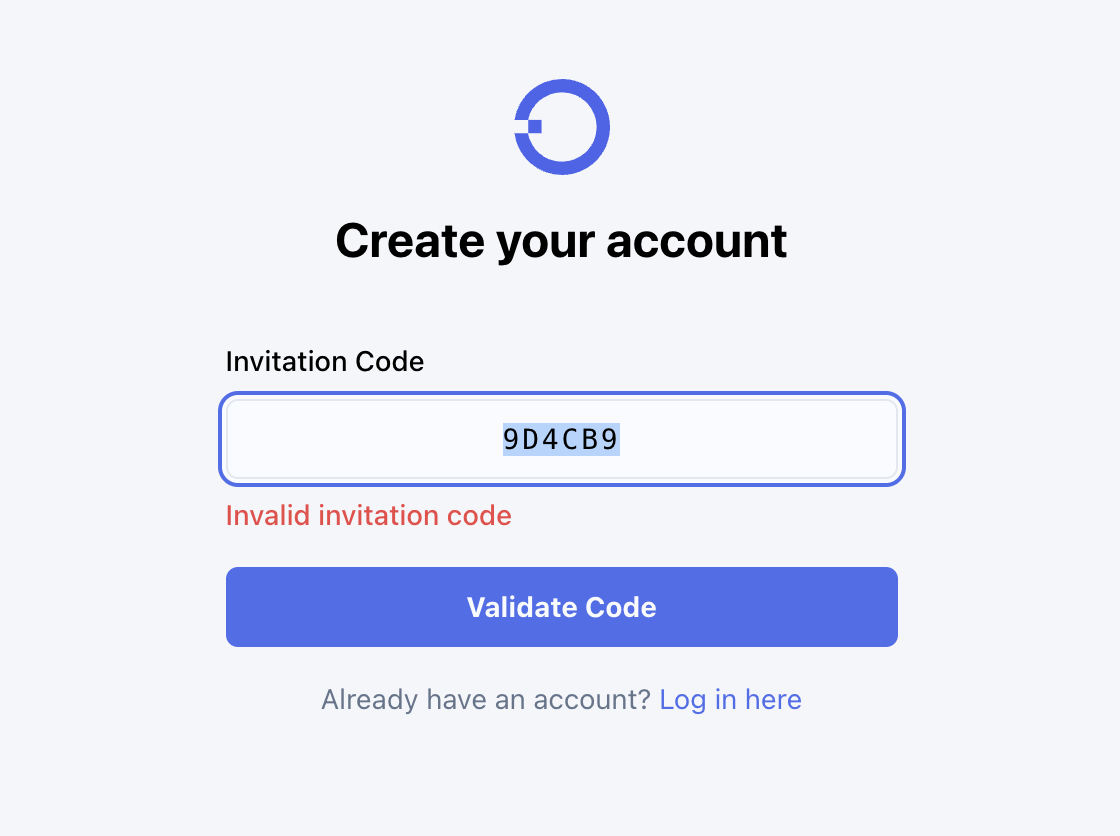 Create your account
Invitation Code
9D4CB9
Invalid invitation code
Validate Code
Already have an account? Log in here